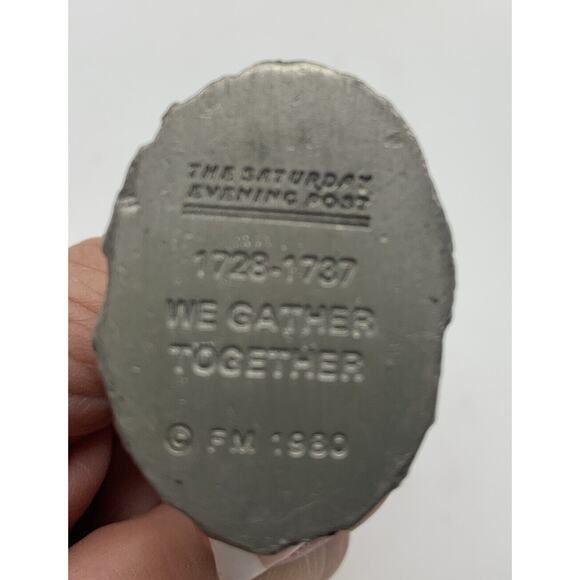 THE SATURDAY
EVENING POST
1728-1737
WE GATHER
TOGETHER
© FM 1980